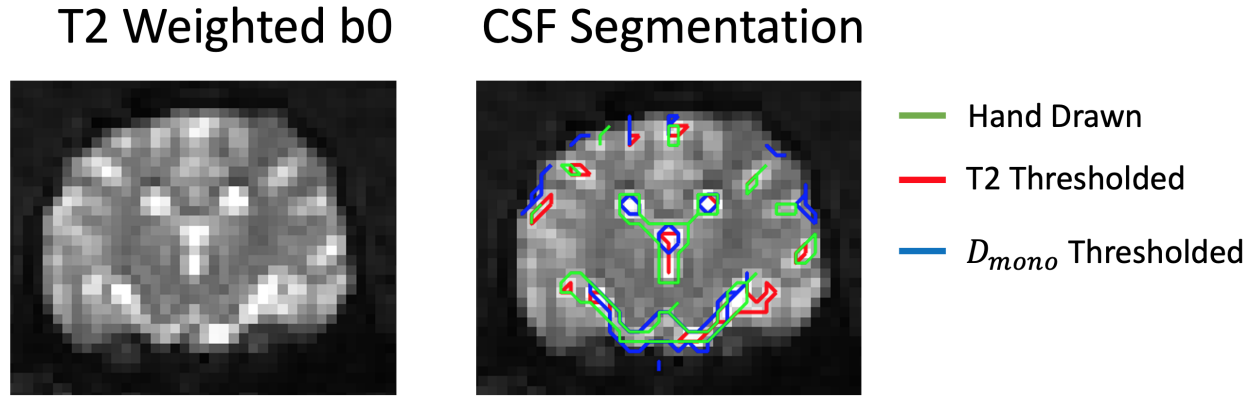 T2 Weighted b0
CSF Segmentation
Hand Drawn
T2 Thresholded
D_mono Thresholded